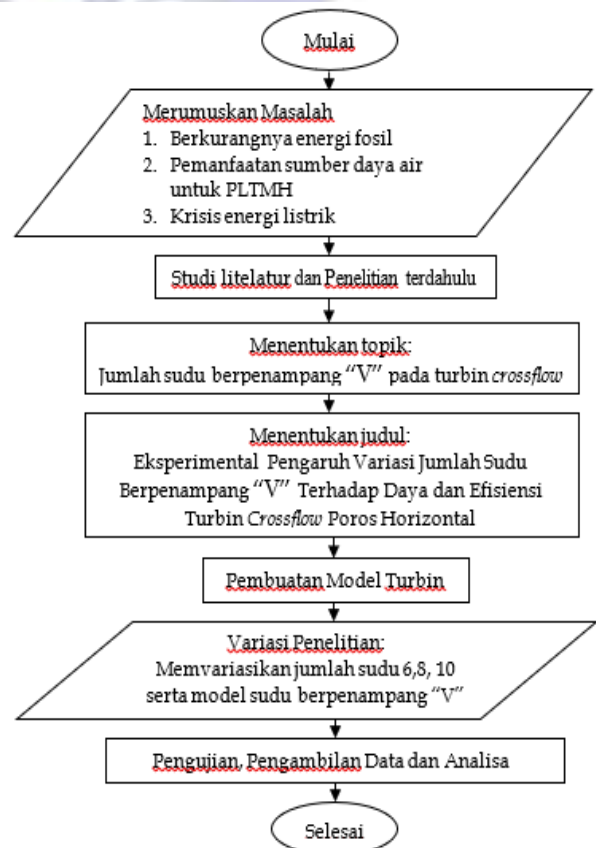 Mulai
Merumuskan Masalah
1. Berkurangnya energi fosil
2. Pemanfaatan sumber daya air
untuk PLTMH
3. Krisis energi listrik
Studi litelatur dan Penelitian terdahulu
Menentukan topik:
Jumlah sudu berpenampang “V” pada turbin crossflow
Menentukan judul:
Eksperimental Pengaruh Variasi Jumlah Sudu
Berpenampang “V” Terhadap Daya dan Efisiensi
Turbin Crossflow Poros Horizontal
Pembuatan Model Turbin
Variasi Penelitian:
Memvariasikan jumlah sudu 6,8, 10
serta model sudu berpenampang “V”
Pengujian, Pengambilan Data dan Analisa
Selesai